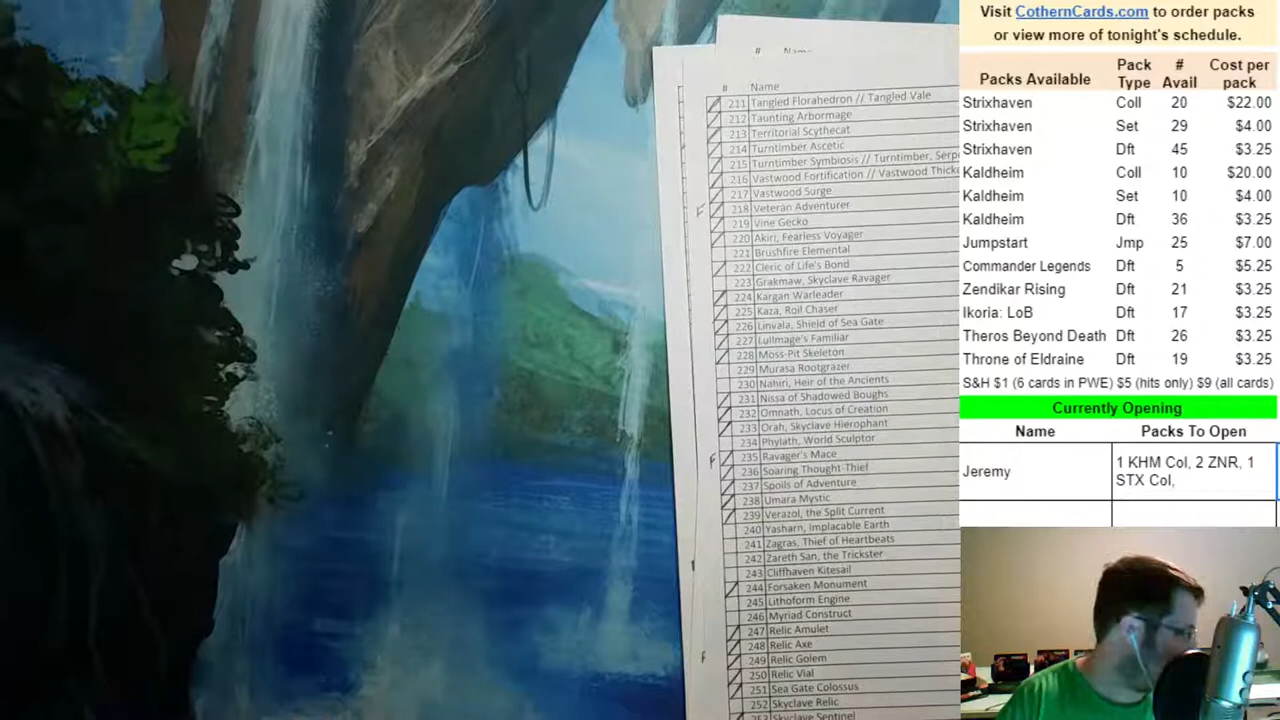 Visit CothernCards.com to order packs
or view more of tonight's schedule.
Packs Available Pack Type # Avail Cost per pack
Strixhaven Coll 20 $22.00
Strixhaven Set 29 $4.00
Strixhaven Dft 45 $3.25
Kaldheim Coll 10 $20.00
Kaldheim Set 10 $4.00
Kaldheim Dft 36 $3.25
Jumpstart Jmp 25 $7.00
Commander Legends Dft 5 $5.25
Zendikar Rising Dft 21 $3.25
Ikoria: LoB Dft 17 $3.25
Theros Beyond Death Dft 26 $3.25
Throne of Eldraine Dft 19 $3.25
S&H $1 (6 cards in PWE) $5 (hits only) $9 (all cards)
Currently Opening
Name Packs To Open
Jeremy 1 KHM Col, 2 ZNR, 1
STX Col,
# Name
# Name
211 Tangled Florahedron // Tangled Vale
212 Taunting Arbormage
213 Territorial Scythecat
214 Turntimber Ascetic
215 Turntimber Symbiosis // Turntimber, Serp
216 Vastwood Fortification // Vastwood Thick
217 Vastwood Surge
F 218 Veteran Adventurer
219 Vine Gecko
220 Akiri, Fearless Voyager
221 Brushfire Elemental
222 Cleric of Life's Bond
223 Grakmaw, Skyclave Ravager
224 Kargan Warleader
225 Kaza, Roil Chaser
226 Linvala, Shield of Sea Gate
227 Lullmage's Familiar
228 Moss-Pit Skeleton
229 Murasa Rootgrazer
230 Nahiri, Heir of the Ancients
231 Nissa of Shadowed Boughs
232 Omnath, Locus of Creation
233 Orah, Skyclave Hierophant
234 Phylath, World Sculptor
F 235 Ravager's Mace
236 Soaring Thought-Thief
237 Spoils of Adventure
238 Umara Mystic
239 Verazol, the Split Current
240 Yasharn, Implacable Earth
241 Zagras, Thief of Heartbeats
242 Zareth San, the Trickster
243 Cliffhaven Kitesail
244 Forsaken Monument
245 Lithoform Engine
246 Myriad Construct
247 Relic Amulet
248 Relic Axe
F 249 Relic Golem
250 Relic Vial
251 Sea Gate Colossus
252 Skyclave Relic
253 Skyclave Sentinel